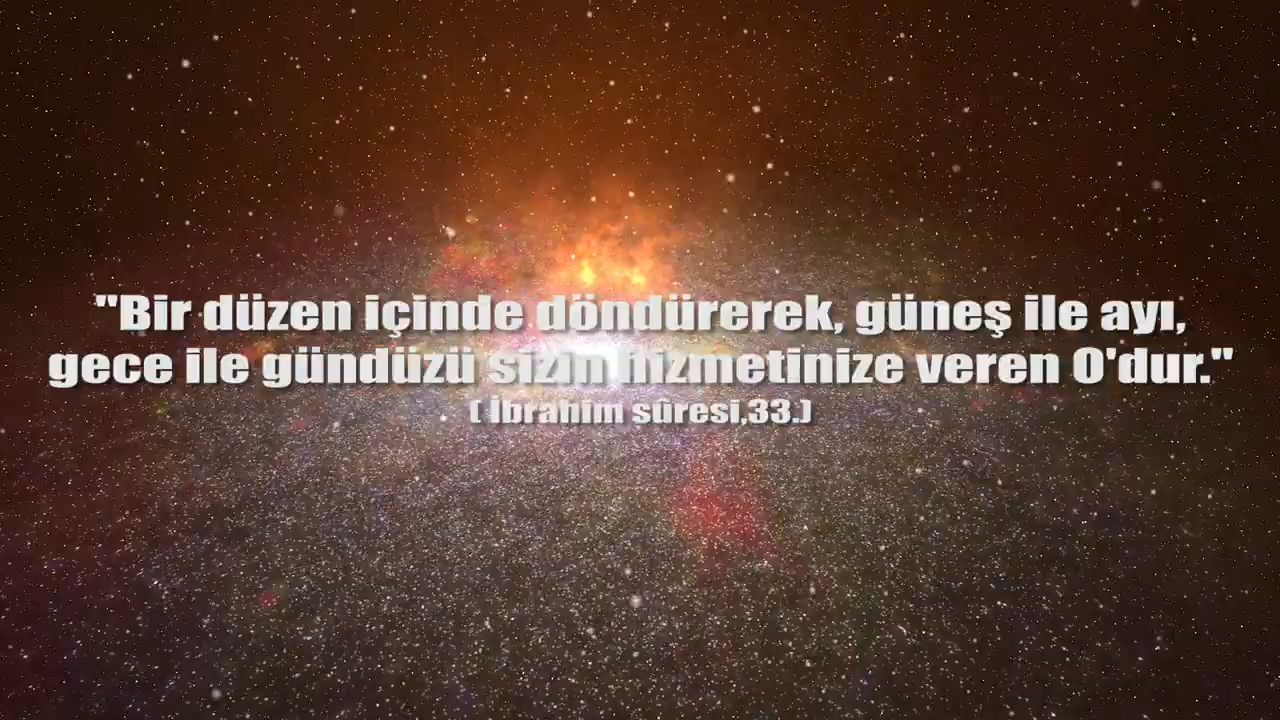 "Bir düzen içinde döndürerek, güneş ile ayı,
gece ile gündüzü sizin hizmetinize veren O'dur."
( İbrahim sûresi,33.)